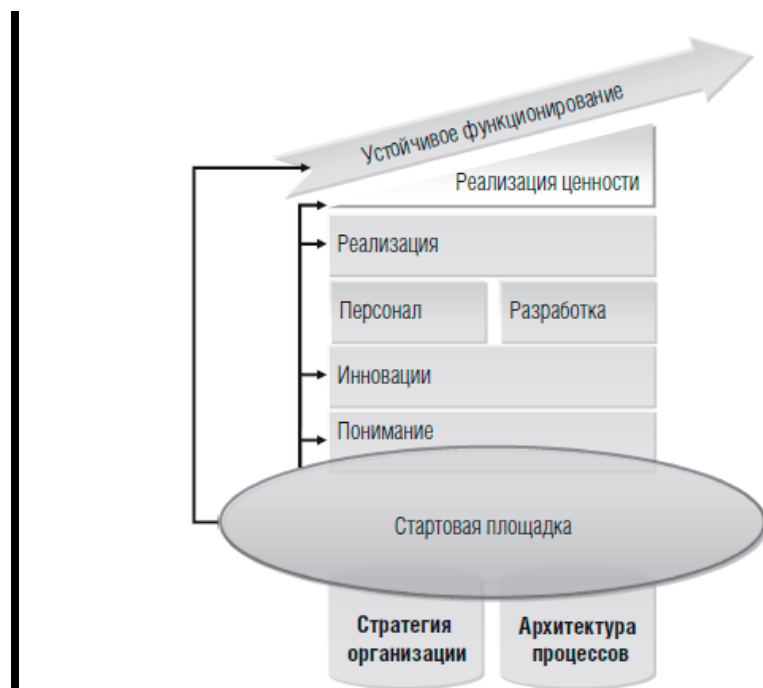 Устойчивое функционирование
Реализация ценности
Реализация
Персонал
Разработка
Инновации
Понимание
Стартовая площадка
Стратегия
организации
Архитектура
процессов